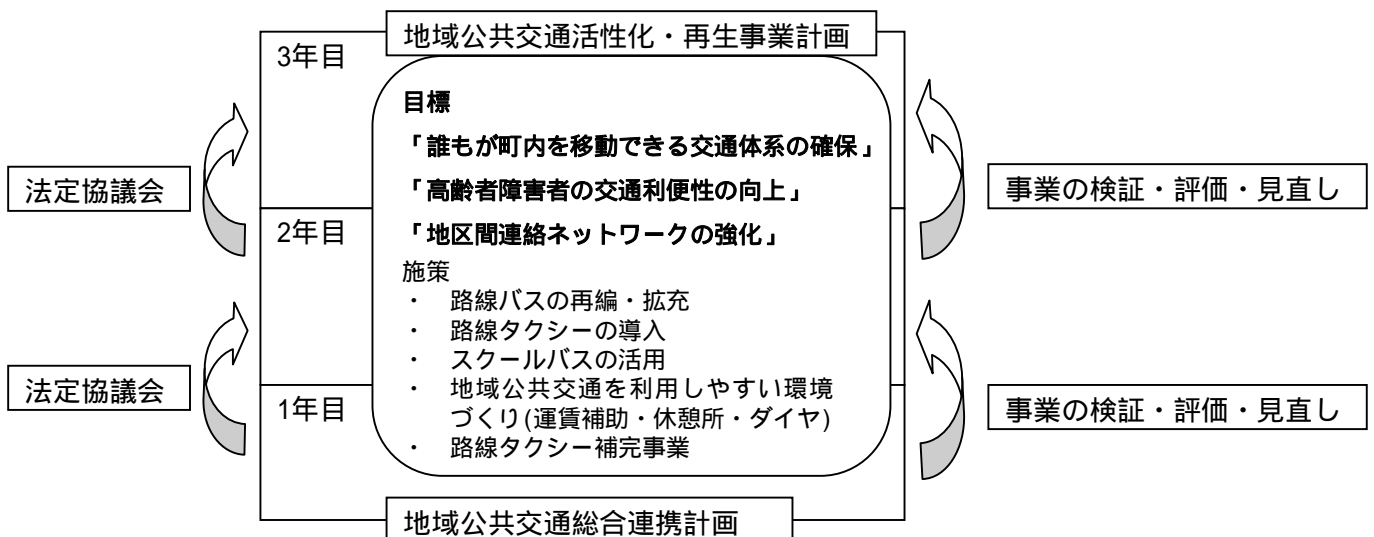 地域公共交通活性化・再生事業計画
3年目
目標
「誰もが町内を移動できる交通体系の確保」
「高齢者障害者の交通利便性の向上」
法定協議会
事業の検証・評価・見直し
2年目
「地区間連絡ネットワークの強化」
施策
・ 路線バスの再編・拡充
・ 路線タクシーの導入
・ スクールバスの活用
法定協議会
事業の検証・評価・見直し
1年目
・ 地域公共交通を利用しやすい環境
づくり(運賃補助・休憩所・ダイヤ)
・ 路線タクシー補完事業
地域公共交通総合連携計画